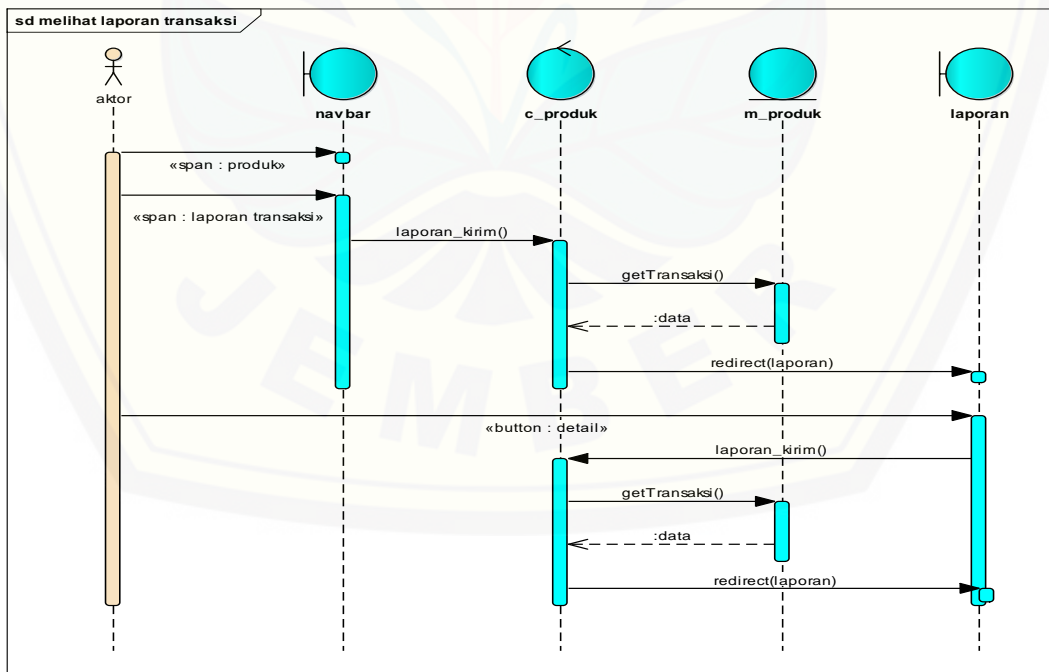 sd melihat laporan transaksi
aktor
navbar
c_produk
m_produk
laporan
«span : produk»
«span : laporan transaksi»
laporan_kirim()
getTransaksi()
:data
redirect(laporan)
«button : detail»
laporan_kirim()
getTransaksi()
:data
redirect(laporan)
JEMBER